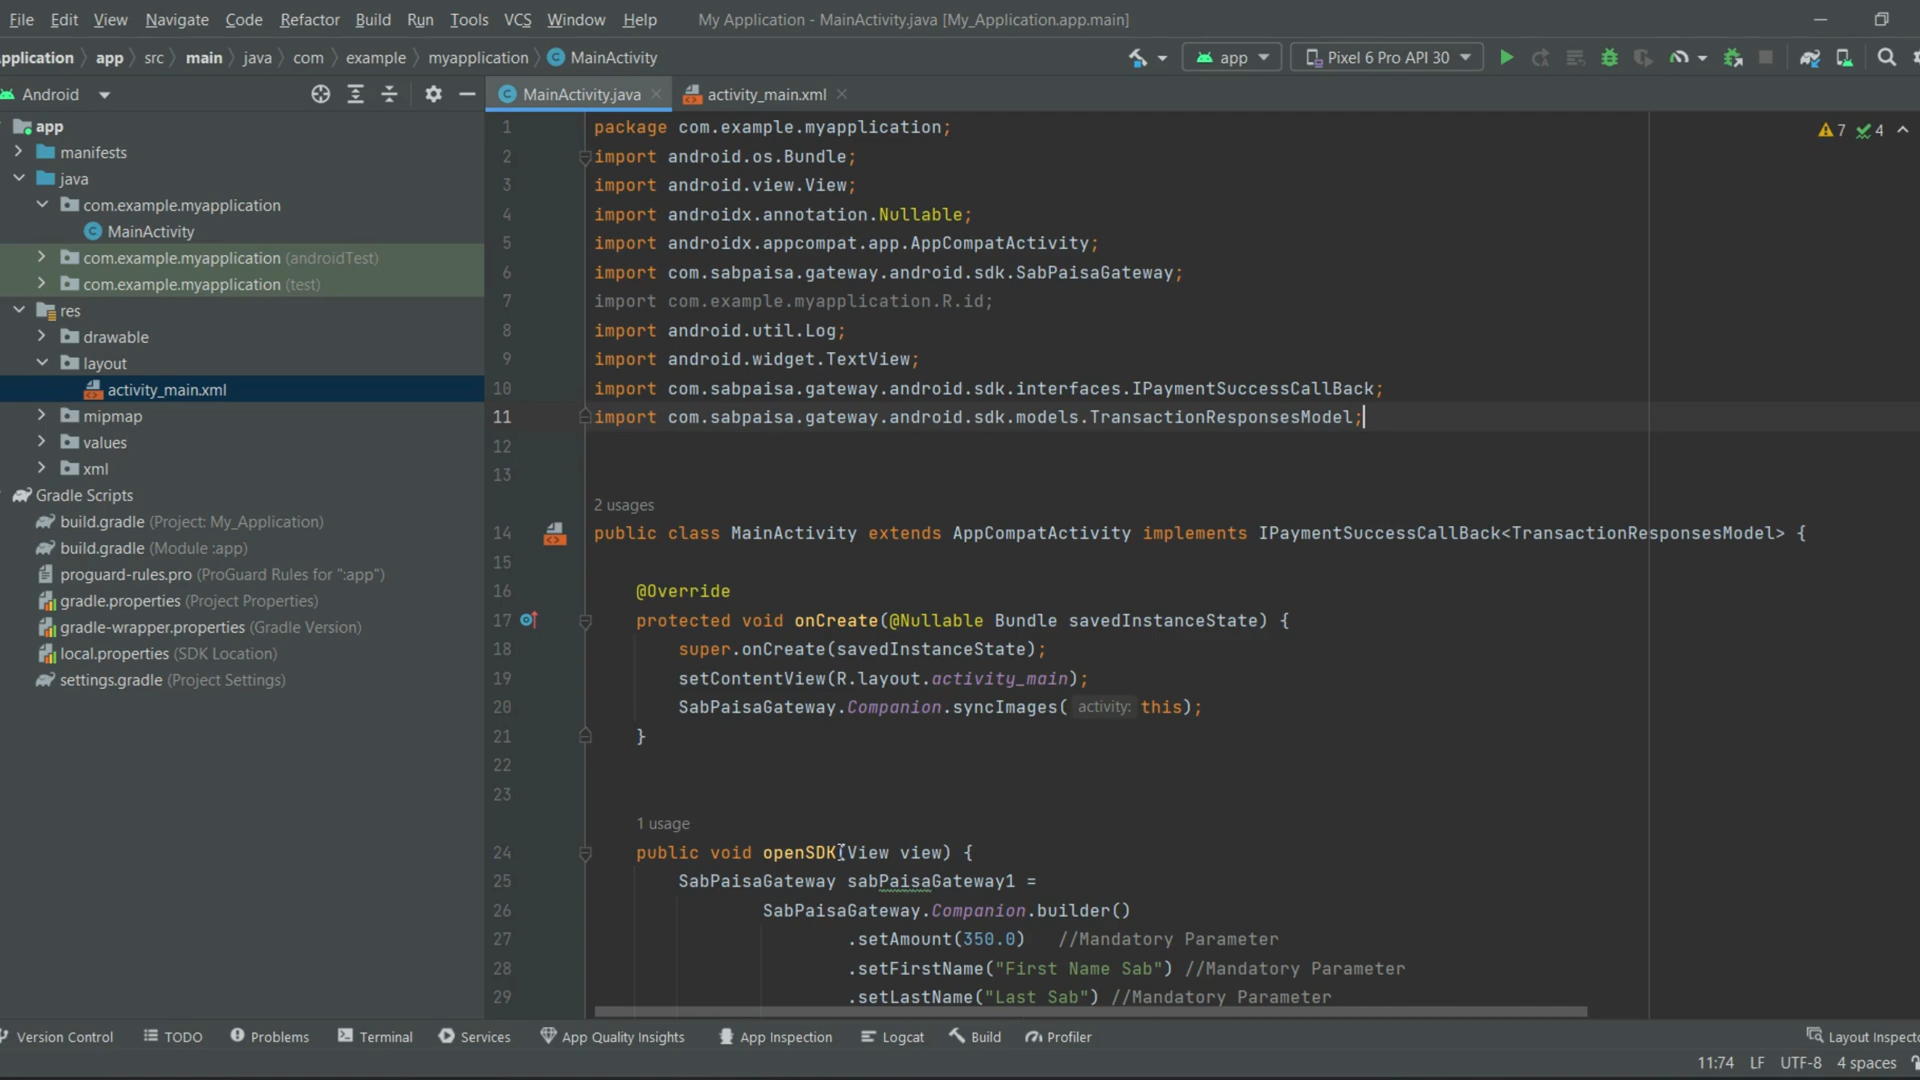 File Edit View Navigate Code Refactor Build Run Tools VCS Window Help My Application - MainActivity.java [My_Application.app.main]
pplication app src main java com example myapplication MainActivity app Pixel 6 Pro API 30
Android
MainActivity.java activity_main.xml
app
manifests
java
com.example.myapplication
MainActivity
com.example.myapplication (androidTest)
com.example.myapplication (test)
res
drawable
layout
activity_main.xml
mipmap
values
xml
Gradle Scripts
build.gradle (Project: My_Application)
build.gradle (Module :app)
proguard-rules.pro (ProGuard Rules for ":app")
gradle.properties (Project Properties)
gradle-wrapper.properties (Gradle Version)
local.properties (SDK Location)
settings.gradle (Project Settings)
7 4
1 package com.example.myapplication;
2 import android.os.Bundle;
3 import android.view.View;
4 import androidx.annotation.Nullable;
5 import androidx.appcompat.app.AppCompatActivity;
6 import com.sabpaisa.gateway.android.sdk.SabPaisaGateway;
7 import com.example.myapplication.R.id;
8 import android.util.Log;
9 import android.widget.TextView;
10 import com.sabpaisa.gateway.android.sdk.interfaces.IPaymentSuccessCallBack;
11 import com.sabpaisa.gateway.android.sdk.models.TransactionResponsesModel;
12
13
2 usages
14 public class MainActivity extends AppCompatActivity implements IPaymentSuccessCallBack<TransactionResponsesModel> {
15
16 @Override
17 protected void onCreate(@Nullable Bundle savedInstanceState) {
18 super.onCreate(savedInstanceState);
19 setContentView(R.layout.activity_main);
20 SabPaisaGateway.Companion.syncImages( activity: this);
21 }
22
23
1 usage
24 public void openSDK(View view) {
25 SabPaisaGateway sabPaisaGateway1 =
26 SabPaisaGateway.Companion.builder()
27 .setAmount(350.0) //Mandatory Parameter
28 .setFirstName("First Name Sab") //Mandatory Parameter
29 .setLastName("Last Sab") //Mandatory Parameter
Version Control TODO Problems Terminal Services App Quality Insights App Inspection Logcat Build Profiler Layout Inspecto
11:74 LF UTF-8 4 spaces